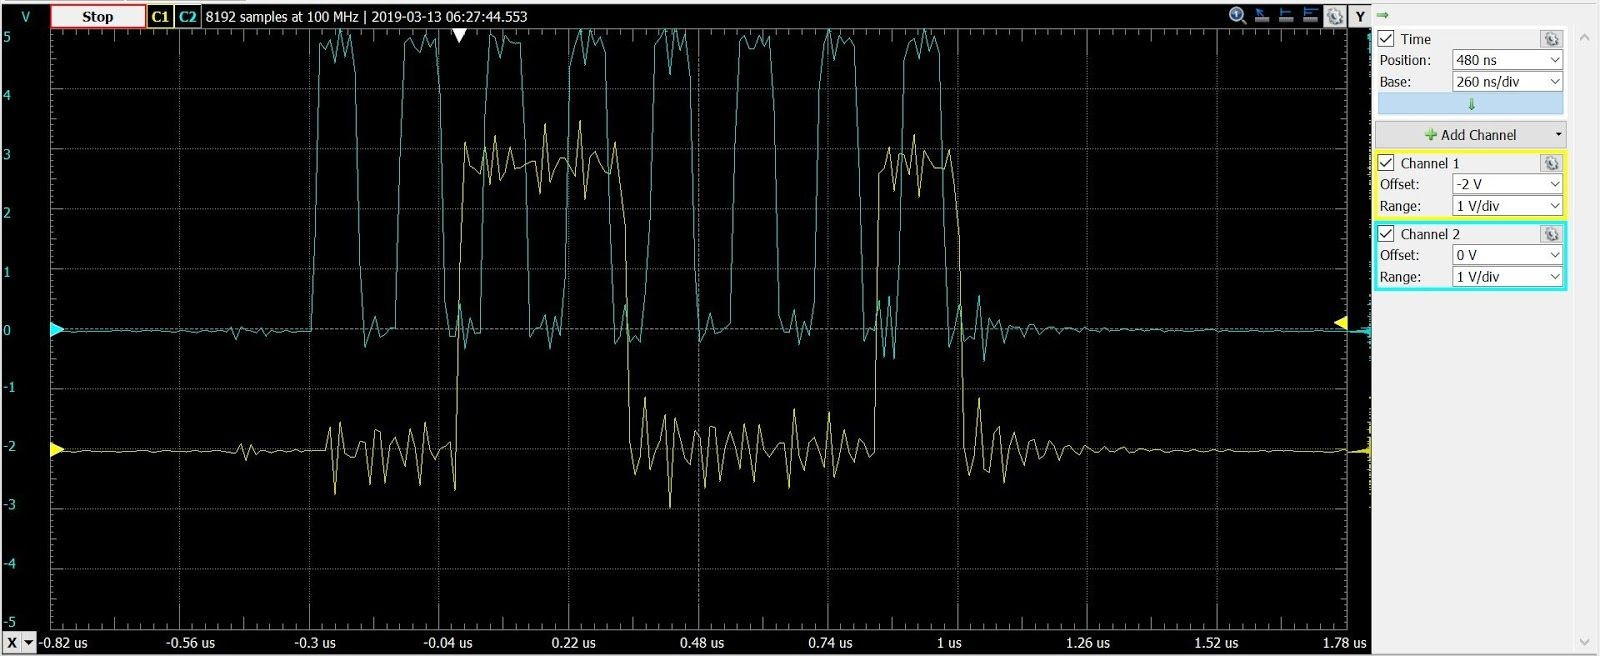 V Stop C1 C2 8192 samples at 100 MHz | 2019-03-13 06:27:44.553 Y
5
4
3
2
1
0
-1
-2
-3
-4
-5
X -0.82 us -0.56 us -0.3 us -0.04 us 0.22 us 0.48 us 0.74 us 1 us 1.26 us 1.52 us 1.78 us
Time
Position: 480 ns
Base: 260 ns/div
Add Channel
Channel 1
Offset: -2 V
Range: 1 V/div
Channel 2
Offset: 0 V
Range: 1 V/div